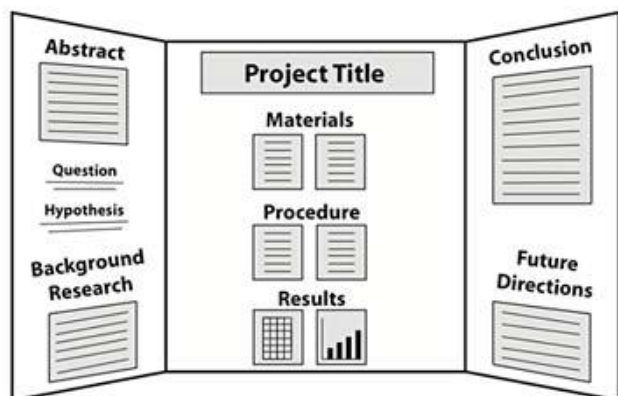 Abstract
Question
Hypothesis
Background
Research
Project Title
Materials
Procedure
Results
Conclusion
Future
Directions